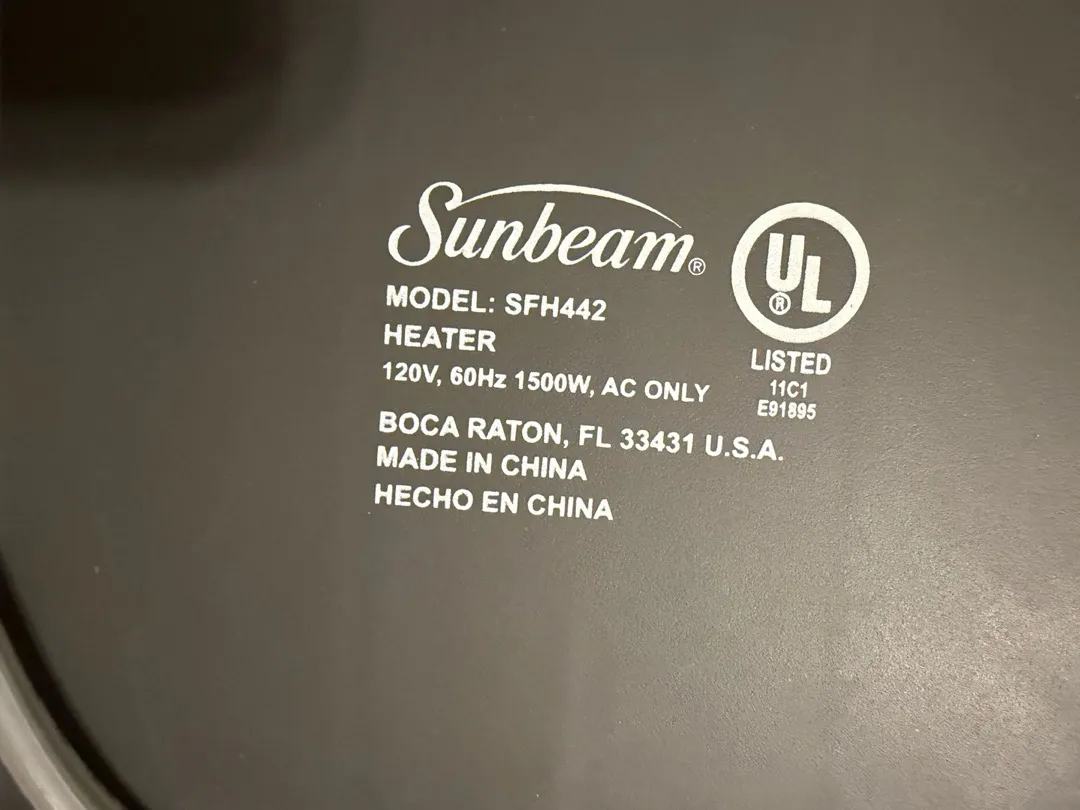 Sunbeam®
MODEL: SFH442
HEATER
120V, 60Hz 1500W, AC ONLY
BOCA RATON, FL 33431 U.S.A.
MADE IN CHINA
HECHO EN CHINA
UL®
LISTED
11C1
E91895